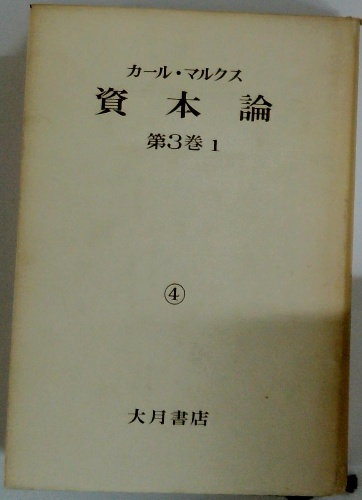 カール・マルクス
資本論
第3巻 1
④
大月書店